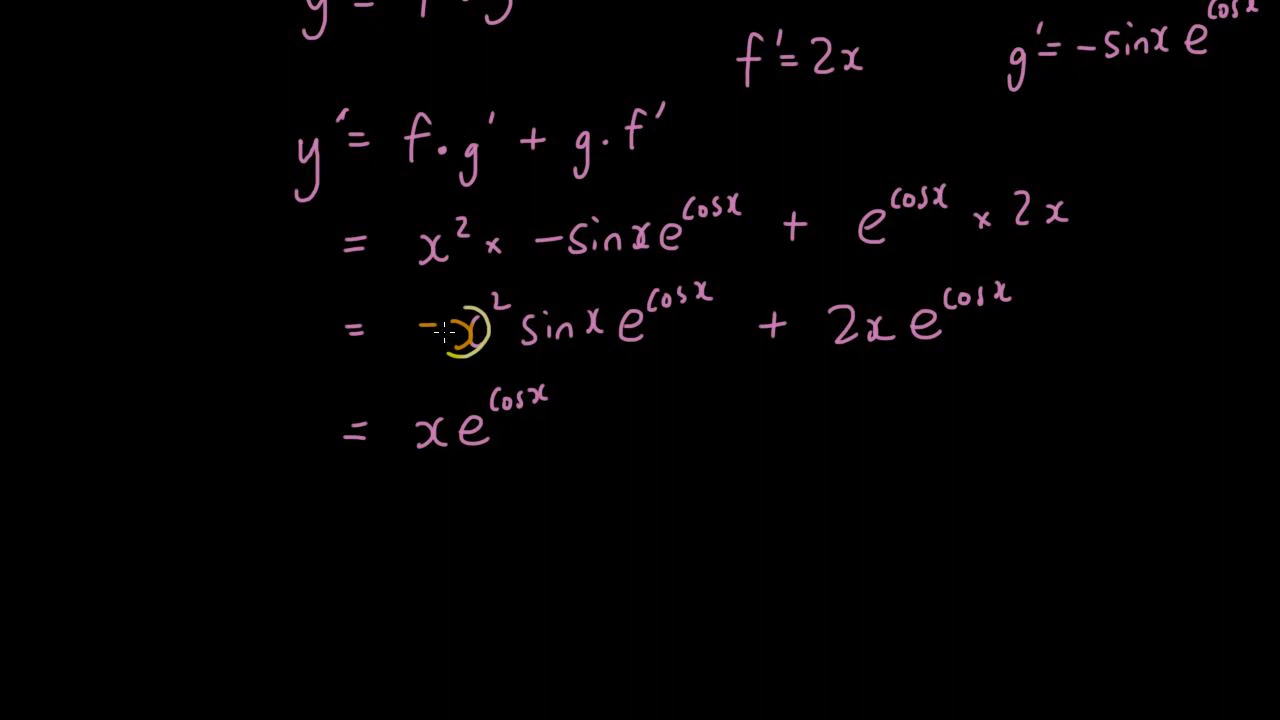 y = f · g
f' = 2x    g' = -sinx e^cosx
y' = f · g' + g · f'
= x² × -sinx e^cosx + e^cosx × 2x
= -x² sinx e^cosx + 2x e^cosx
= x e^cosx